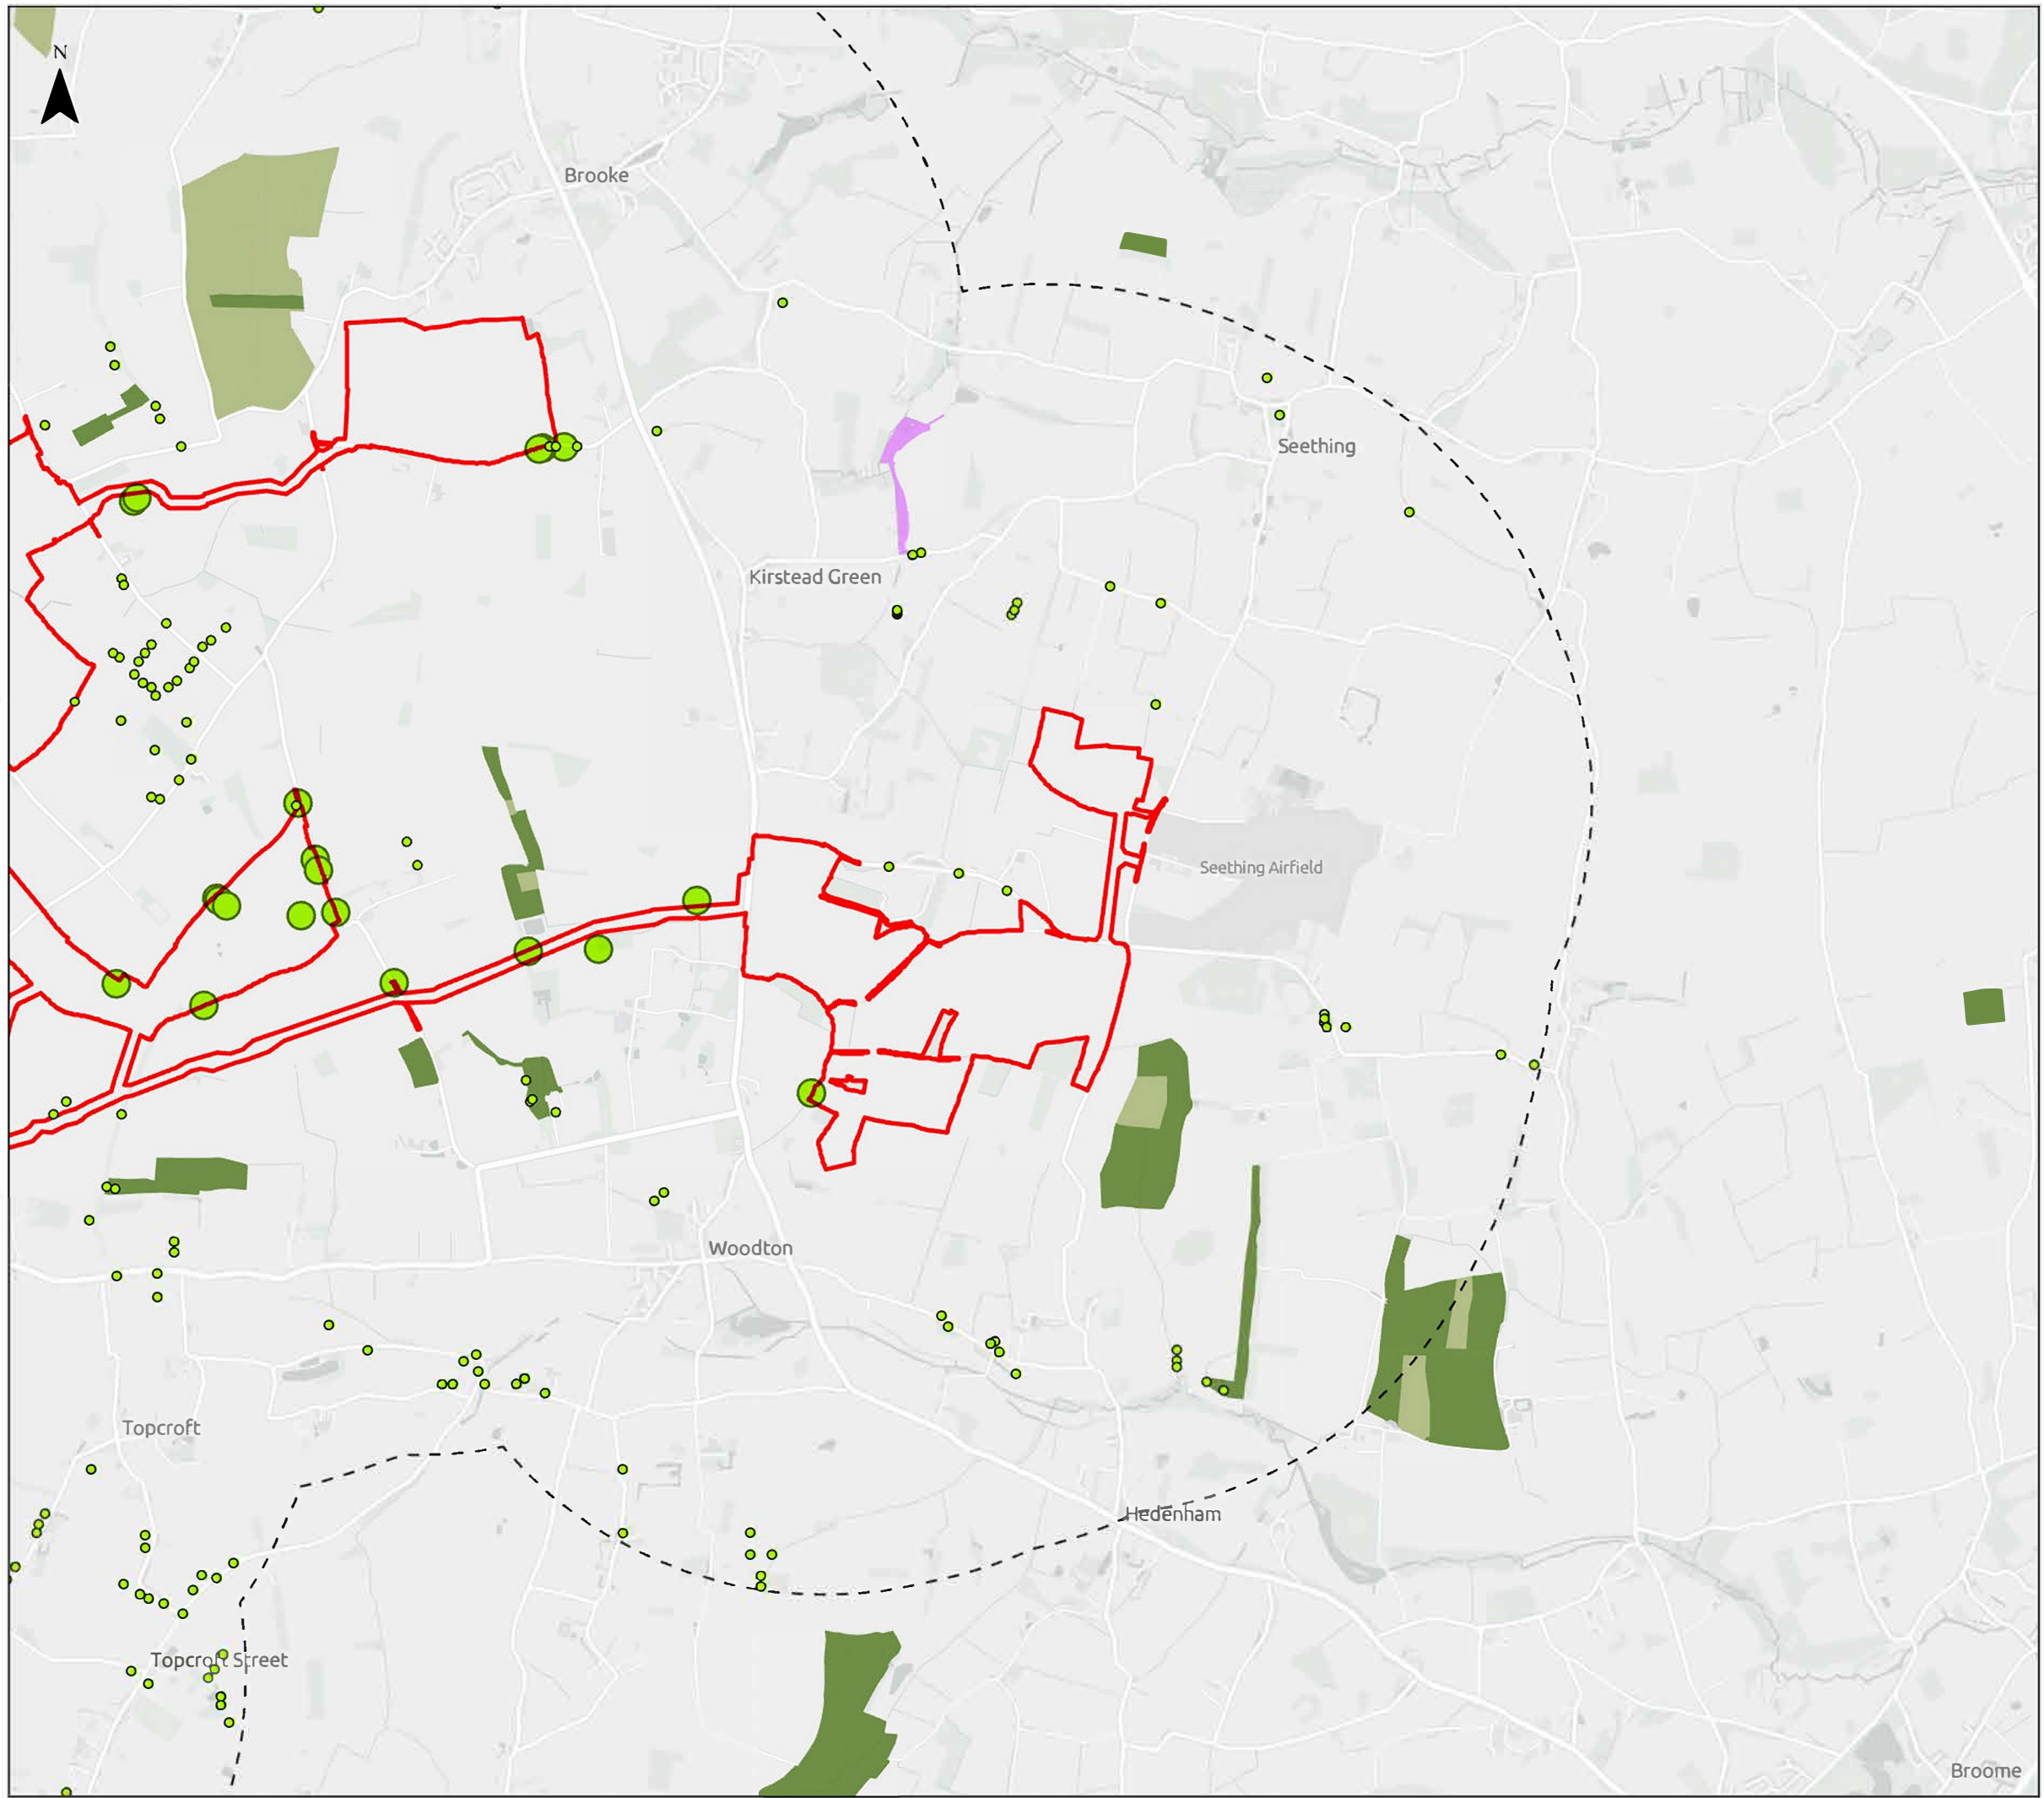 N
Brooke
Seething
Kirstead Green
Seething Airfield
Woodton
Topcroft
Hedenham
Topcroft Street
Broome